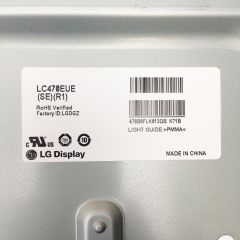 LC470EUE
(SE)(R1)
RoHS Verified
Factory ID:LGDGZ
LG Display
LIGHT GUIDE >PMMA<
MADE IN CHINA